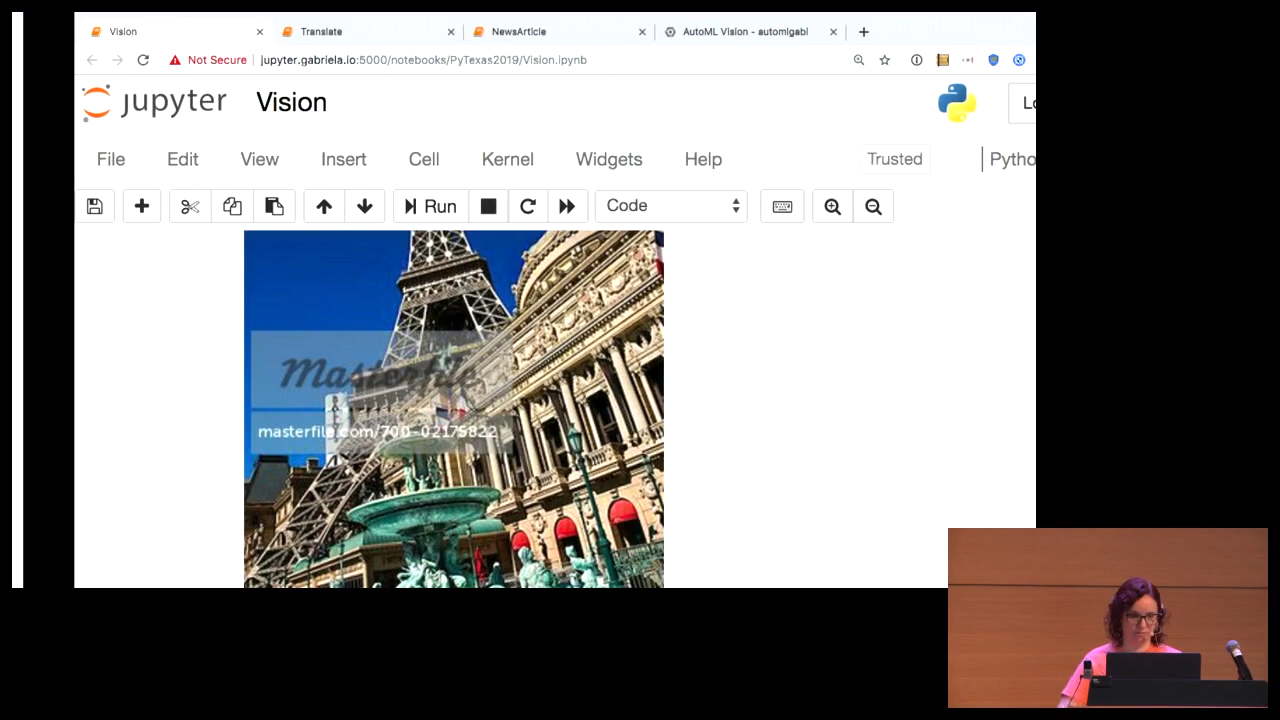 Vision
Translate
NewsArticle
AutoML Vision - automlgabi
Not Secure
jupyter.gabriela.io:5000/notebooks/PyTexas2019/Vision.ipynb
jupyter
Vision
File
Edit
View
Insert
Cell
Kernel
Widgets
Help
Trusted
Run
Code
Masterfile
masterfile.com/700-02175822